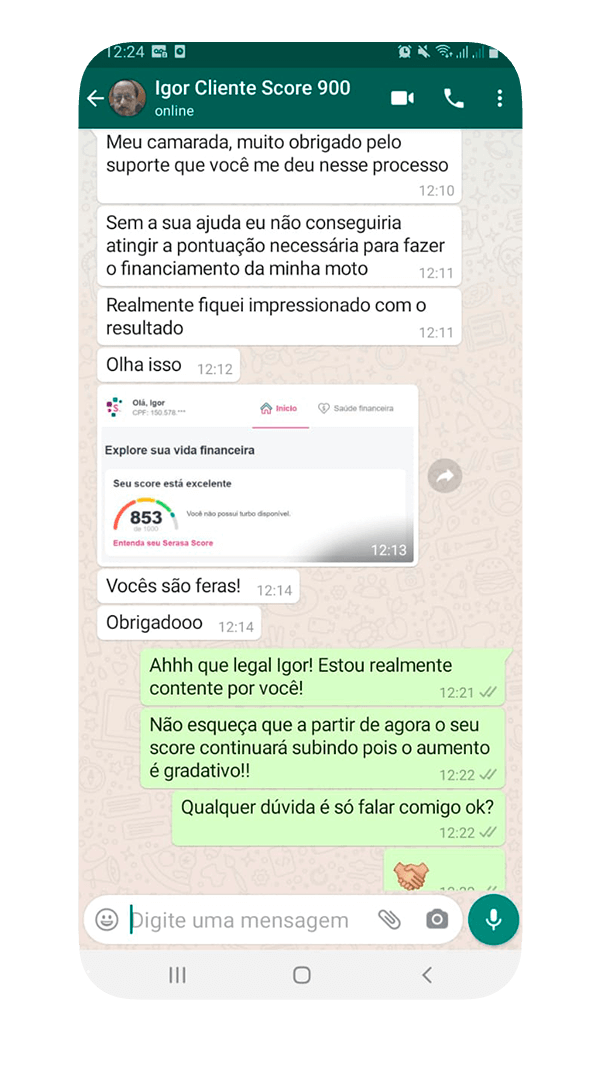 12:24
Igor Cliente Score 900
online
Meu camarada, muito obrigado pelo
suporte que você me deu nesse processo
12:10
Sem a sua ajuda eu não conseguiria
atingir a pontuação necessária para fazer
o financiamento da minha moto
12:11
Realmente fiquei impressionado com o
resultado
12:11
Olha isso 12:12
Olá, Igor
CPF: 150.578.***
Início
Saúde financeira
Explore sua vida financeira
Seu score está excelente
853
de 1000
Você não possui turbo disponível.
Entenda seu Serasa Score
12:13
Vocês são feras! 12:14
Obrigadooo 12:14
Ahhh que legal Igor! Estou realmente
contente por você!
12:21
Não esqueça que a partir de agora o seu
score continuará subindo pois o aumento
é gradativo!!
12:22
Qualquer dúvida é só falar comigo ok?
12:22
Digite uma mensagem